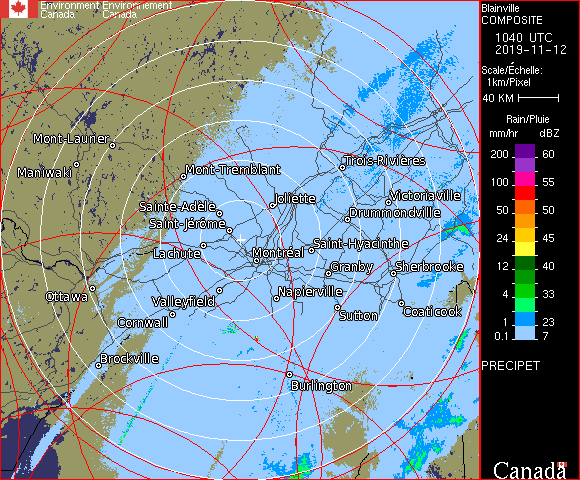 Environment Environnement
Canada Canada
Blainville
COMPOSITE
1040 UTC
2019-11-12
Scale/Échelle:
1km/Pixel
40 KM
Rain/Pluie
mm/hr dBZ
200 60
100 55
50 50
24 45
12 40
4 33
1 23
0.1 7
PRECIPET
Canada
Mont-Laurier
Maniwaki
Mont-Tremblant
Trois-Rivières
Sainte-Adèle
Joliette
Victoriaville
Saint-Jérôme
Drummondville
Lachute
Montréal
Saint-Hyacinthe
Granby
Sherbrooke
Ottawa
Valleyfield
Napierville
Cornwall
Sutton
Coaticook
Brockville
Burlington